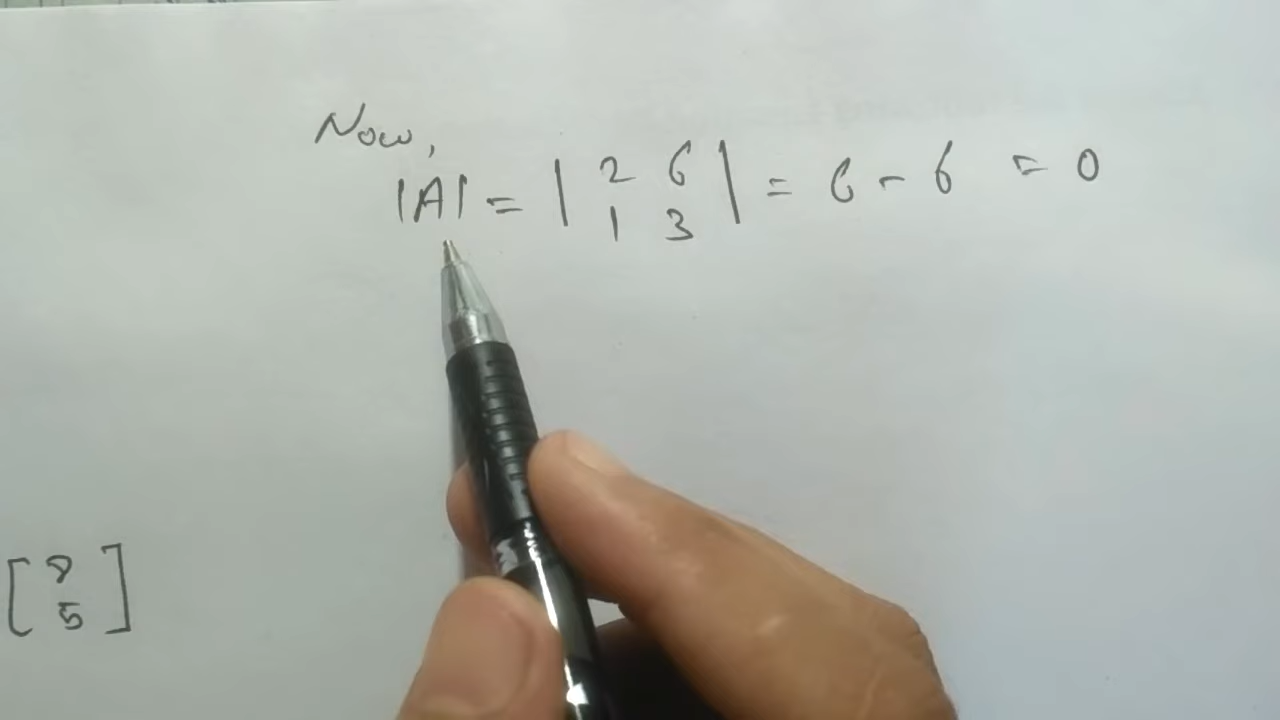 Now,
|A| = | 2 6 | = 6 - 6 = 0
1 3
[ 8 ]
5